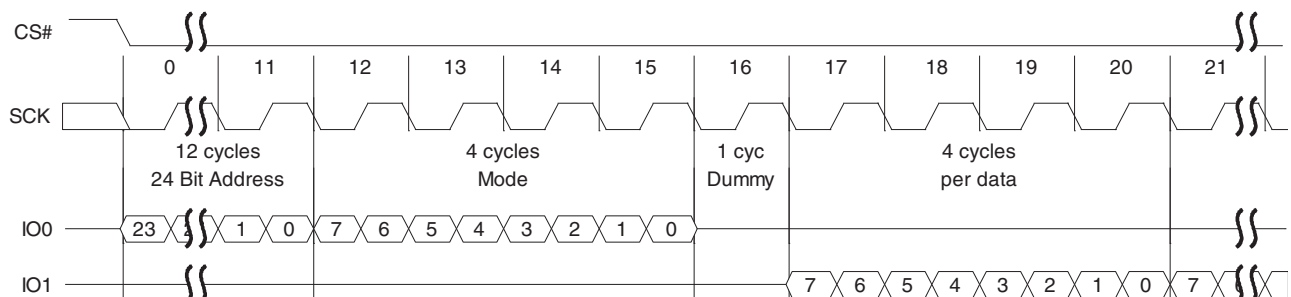 CS#
0 11 12 13 14 15 16 17 18 19 20 21
SCK
12 cycles 4 cycles 1 cyc 4 cycles
24 Bit Address Mode Dummy per data
IO0 23 1 0 7 6 5 4 3 2 1 0
IO1 7 6 5 4 3 2 1 0 7